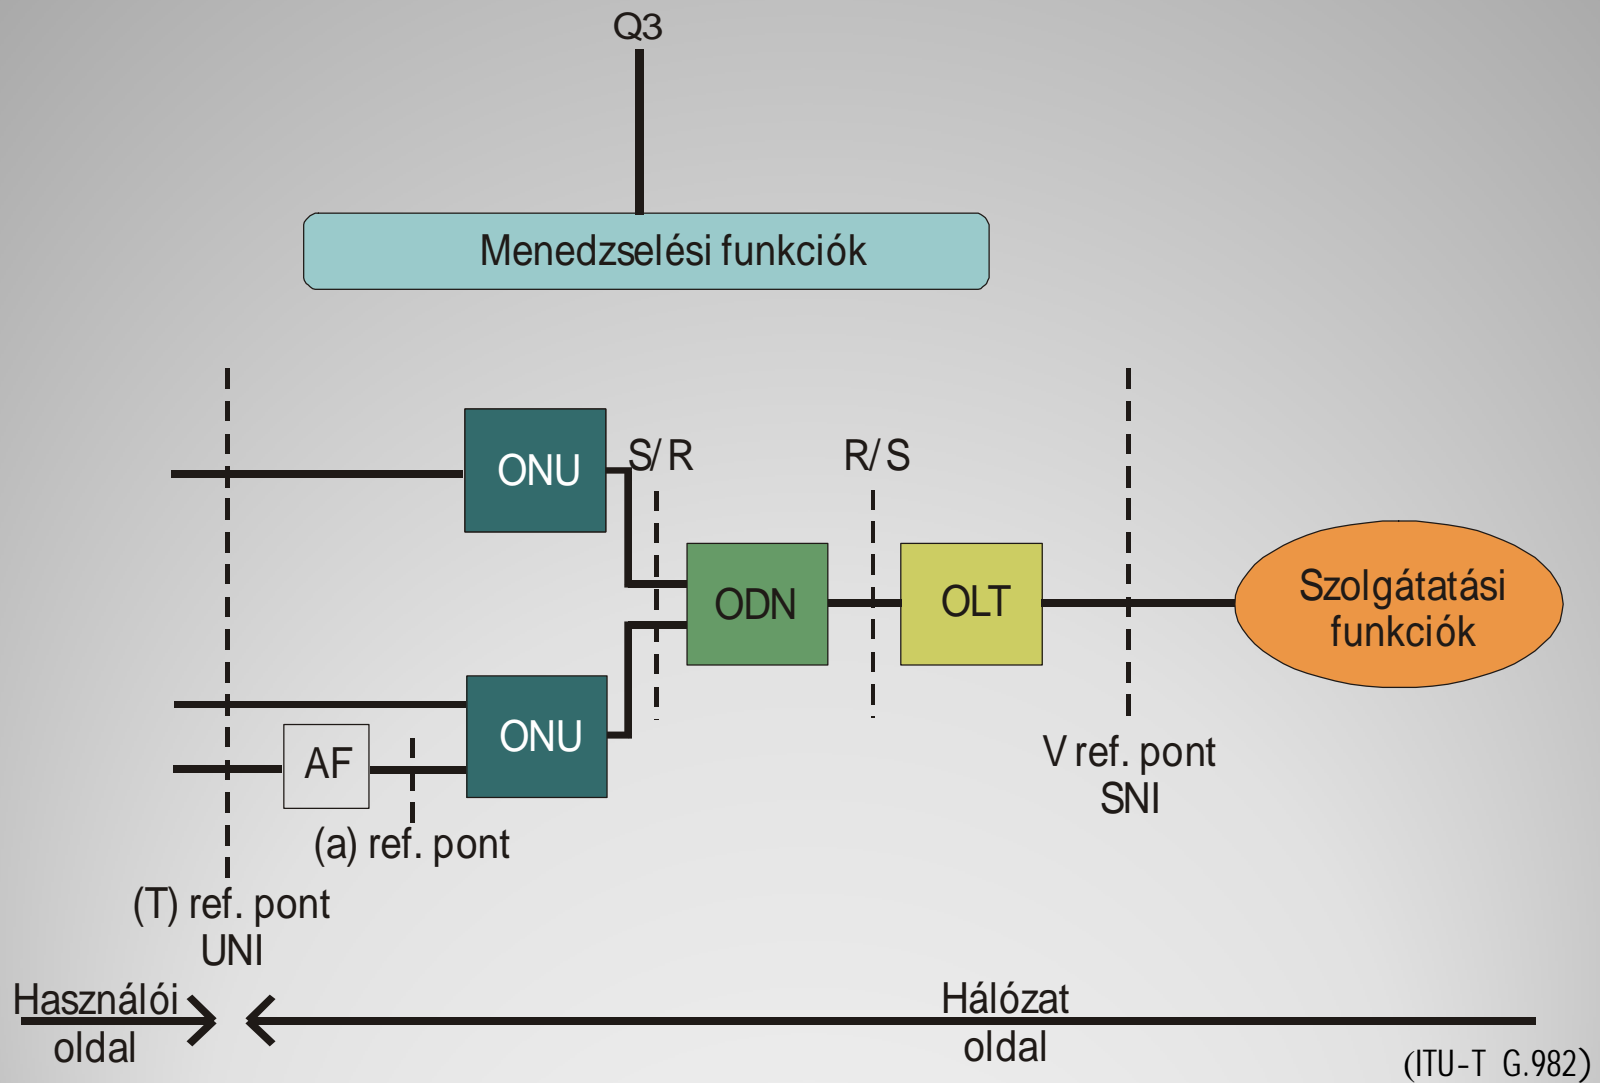 Q3
Menedzselési funkciók
ONU
S/R
R/S
ODN
OLT
Szolgátatási
funkciók
ONU
AF
(a) ref. pont
V ref. pont
SNI
(T) ref. pont
UNI
Használói
oldal
Hálózat
oldal
(ITU-T G.982)